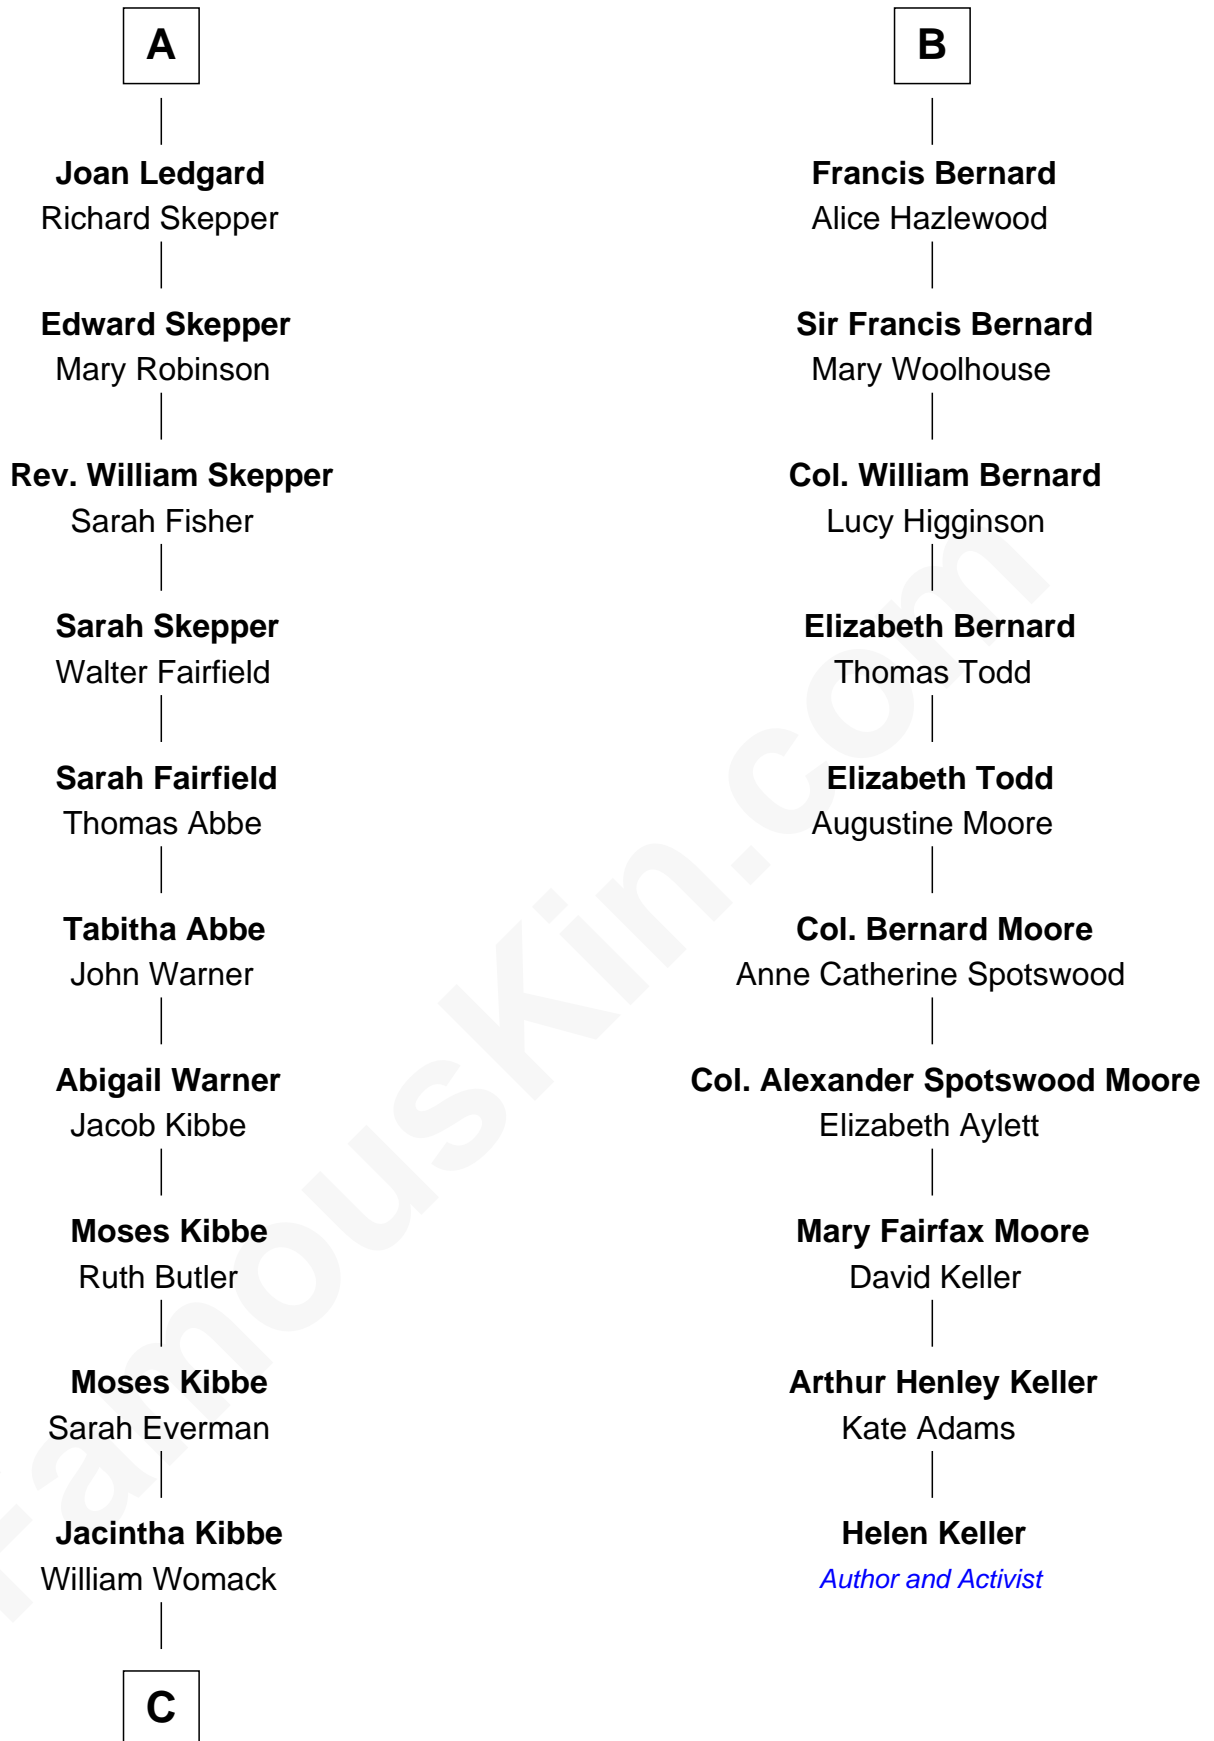 A
Joan Ledgard
Richard Skepper
Edward Skepper
Mary Robinson
Rev. William Skepper
Sarah Fisher
Sarah Skepper
Walter Fairfield
Sarah Fairfield
Thomas Abbe
Tabitha Abbe
John Warner
Abigail Warner
Jacob Kibbe
Moses Kibbe
Ruth Butler
Moses Kibbe
Sarah Everman
Jacintha Kibbe
William Womack
C
B
Francis Bernard
Alice Hazlewood
Sir Francis Bernard
Mary Woolhouse
Col. William Bernard
Lucy Higginson
Elizabeth Bernard
Thomas Todd
Elizabeth Todd
Augustine Moore
Col. Bernard Moore
Anne Catherine Spotswood
Col. Alexander Spotswood Moore
Elizabeth Aylett
Mary Fairfax Moore
David Keller
Arthur Henley Keller
Kate Adams
Helen Keller
Author and Activist
FamousKin.com